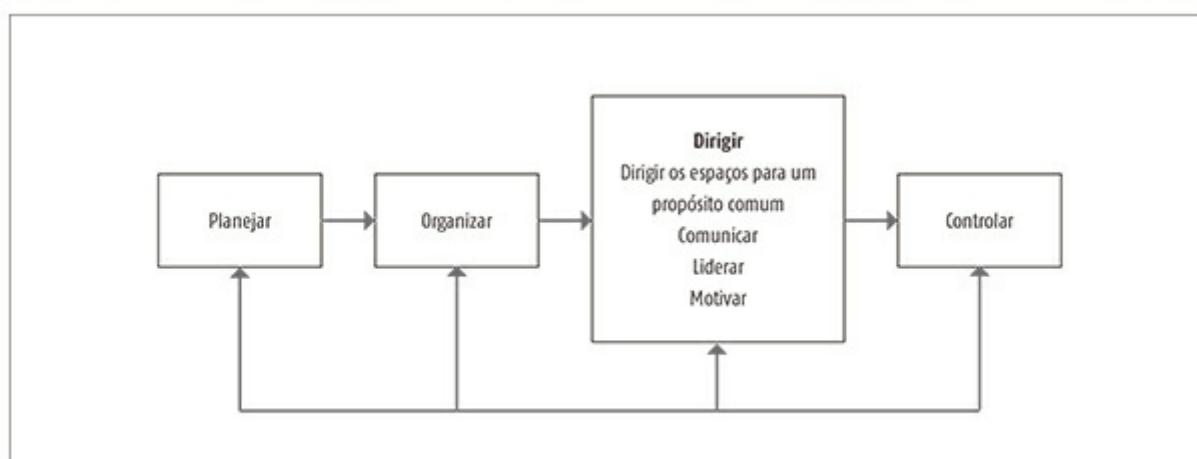 Planejar
Organizar
Dirigir
Dirigir os espaços para um
propósito comum
Comunicar
Liderar
Motivar
Controlar